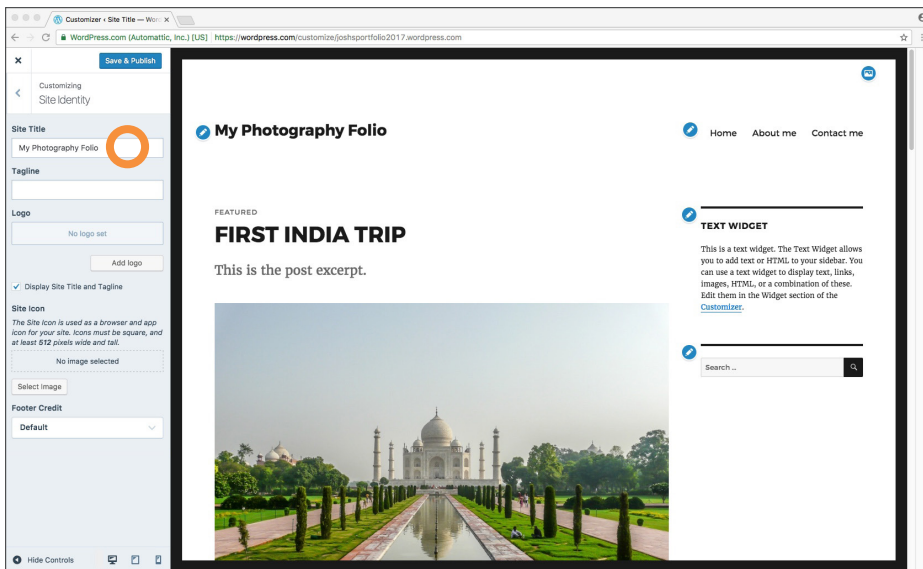 Customizer ‹ Site Title — Word
WordPress.com (Automattic, Inc.) [US] https://wordpress.com/customize/joshsportfolio2017.wordpress.com
Save & Publish
Customizing
Site Identity
Site Title
My Photography Folio
Tagline
Logo
No logo set
Add logo
Display Site Title and Tagline
Site Icon
The Site Icon is used as a browser and app
icon for your site. Icons must be square, and
at least 512 pixels wide and tall.
No image selected
Select Image
Footer Credit
Default
Hide Controls
My Photography Folio
Home About me Contact me
FEATURED
FIRST INDIA TRIP
This is the post excerpt.
TEXT WIDGET
This is a text widget. The Text Widget allows
you to add text or HTML to your sidebar. You
can use a text widget to display text, links,
images, HTML, or a combination of these.
Edit them in the Widget section of the
Customizer.
Search …